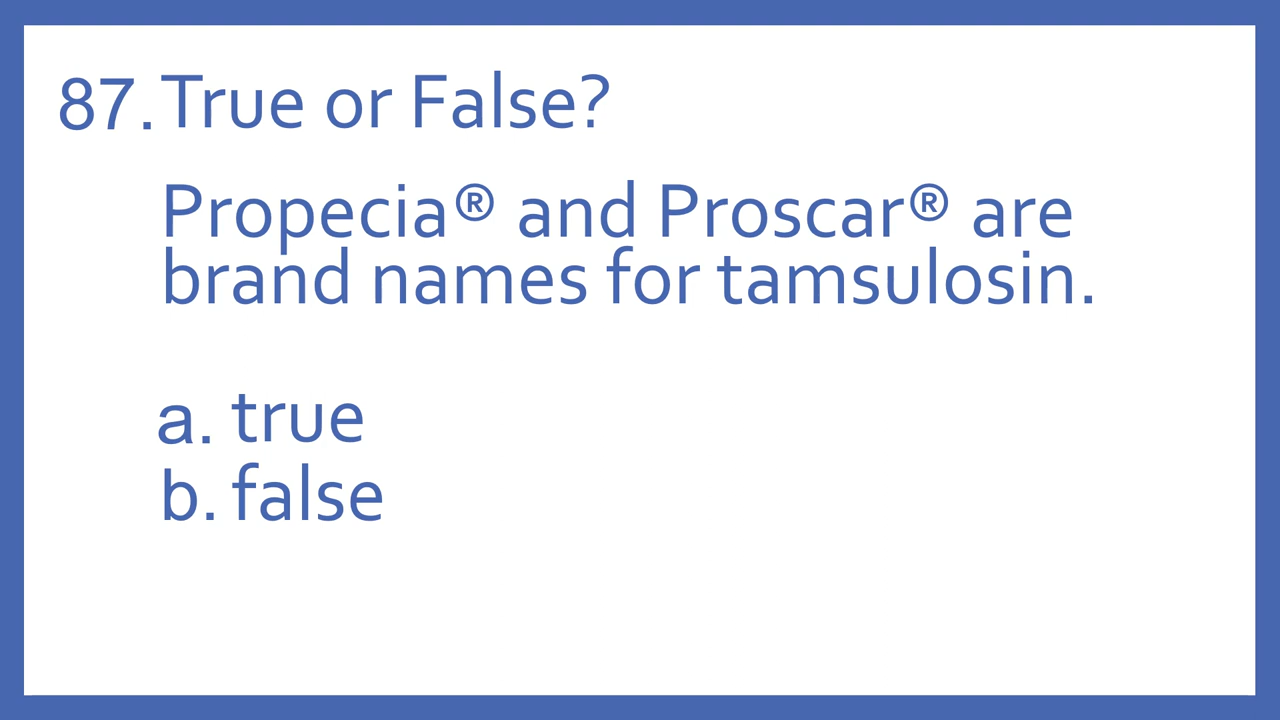 87. True or False?
Propecia® and Proscar® are
brand names for tamsulosin.
a. true
b. false